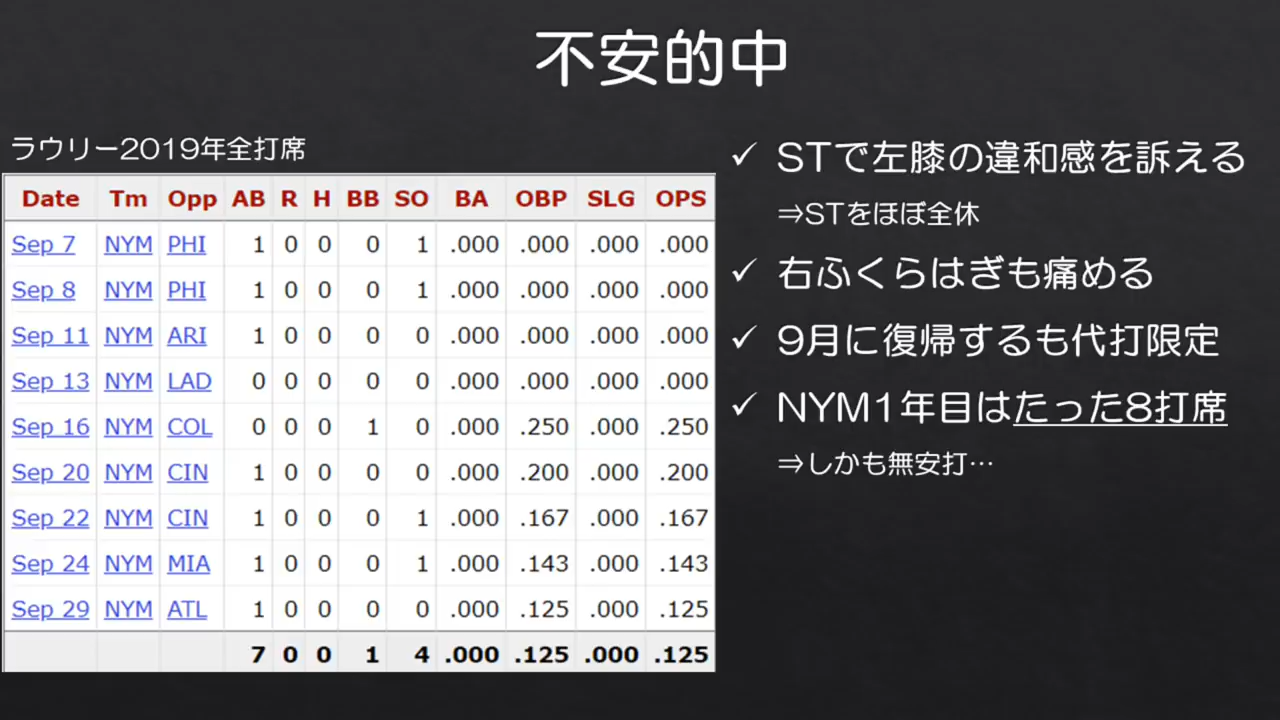 不安的中
ラウリー2019年全打席
Date Tm Opp AB R H BB SO BA OBP SLG OPS
Sep 7 NYM PHI 1 0 0 0 1 .000 .000 .000 .000
Sep 8 NYM PHI 1 0 0 0 1 .000 .000 .000 .000
Sep 11 NYM ARI 1 0 0 0 0 .000 .000 .000 .000
Sep 13 NYM LAD 0 0 0 0 0 .000 .000 .000 .000
Sep 16 NYM COL 0 0 0 1 0 .000 .250 .000 .250
Sep 20 NYM CIN 1 0 0 0 0 .000 .200 .000 .200
Sep 22 NYM CIN 1 0 0 0 1 .000 .167 .000 .167
Sep 24 NYM MIA 1 0 0 0 1 .000 .143 .000 .143
Sep 29 NYM ATL 1 0 0 0 0 .000 .125 .000 .125
7 0 0 1 4 .000 .125 .000 .125
✓ STで左膝の違和感を訴える
⇒STをほぼ全休
✓ 右ふくらはぎも痛める
✓ 9月に復帰するも代打限定
✓ NYM1年目はたった8打席
⇒しかも無安打…